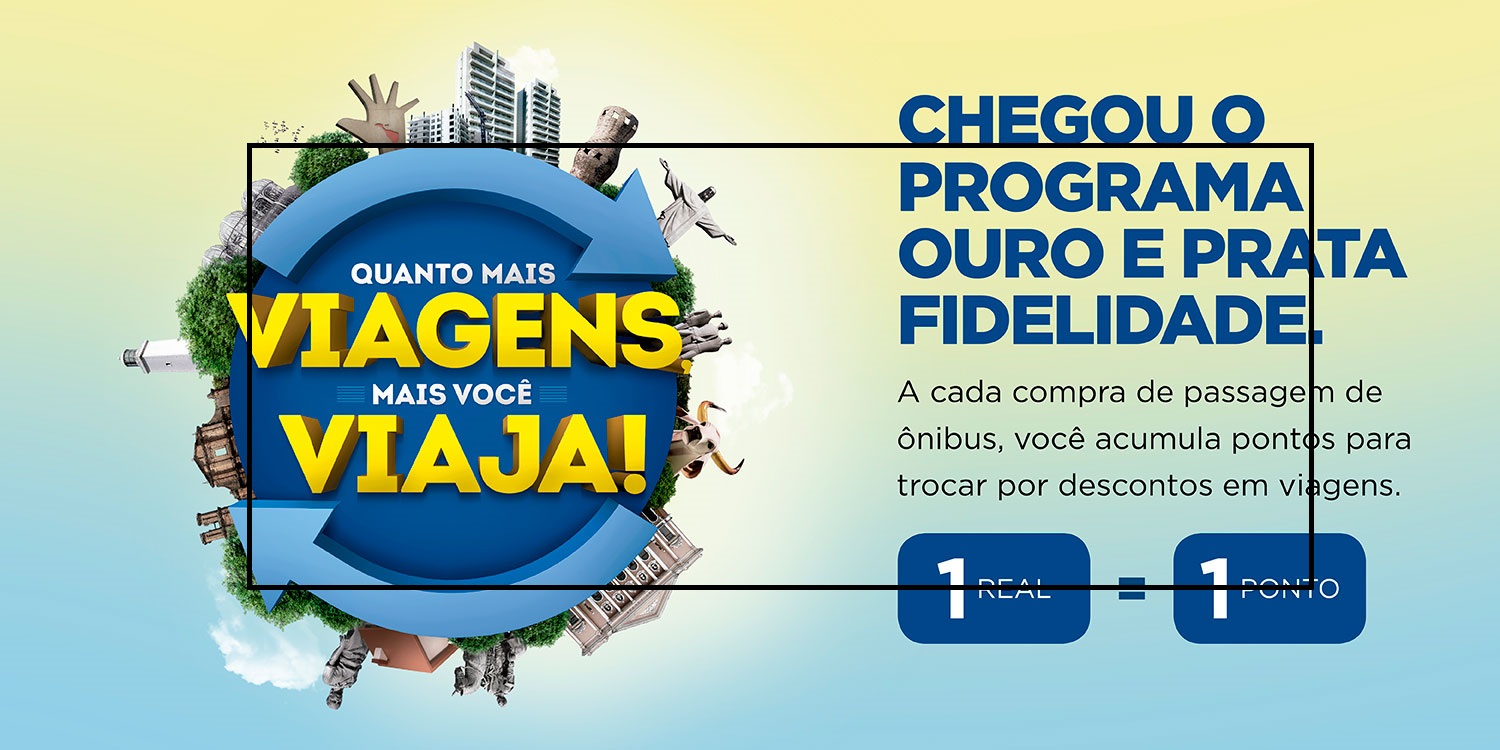 QUANTO MAIS
VIAGENS,
MAIS VOCÊ
VIAJA!
CHEGOU O
PROGRAMA
OURO E PRATA
FIDELIDADE.
A cada compra de passagem de
ônibus, você acumula pontos para
trocar por descontos em viagens.
1 REAL = 1 PONTO